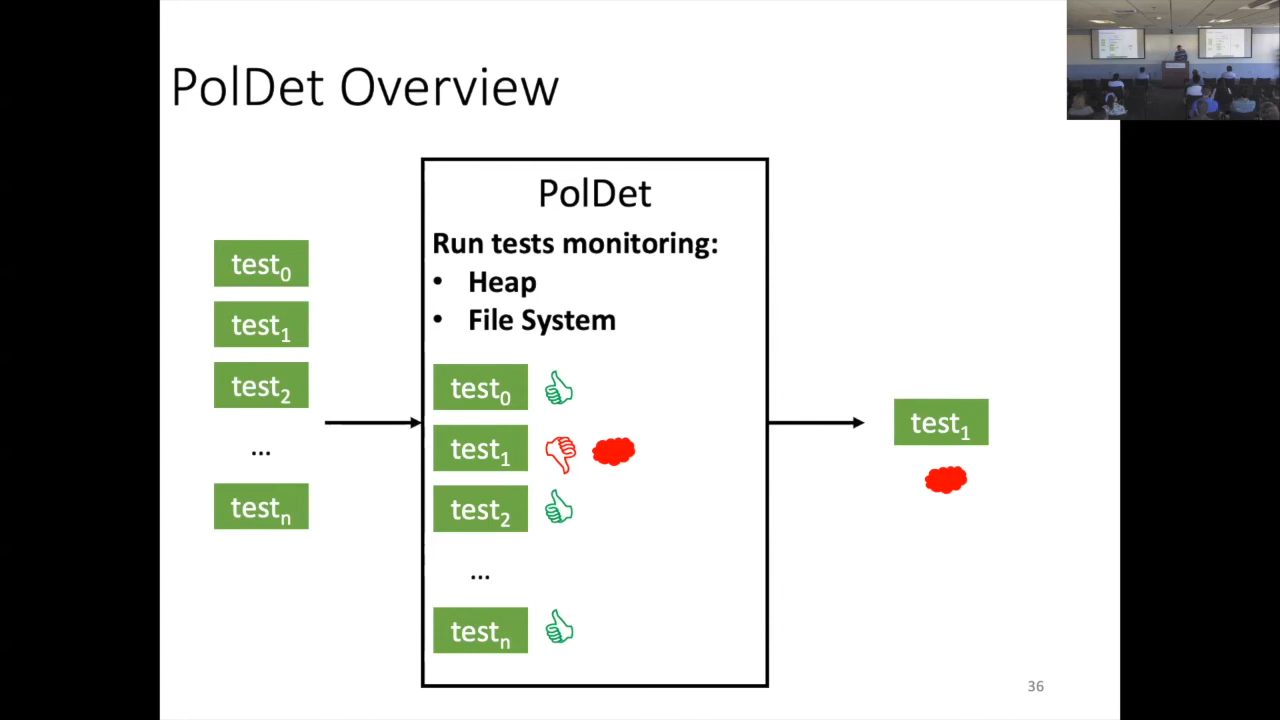 PolDet Overview
test0
test1
test2
...
testn
PolDet
Run tests monitoring:
• Heap
• File System
test0
test1
test2
...
testn
test1
36